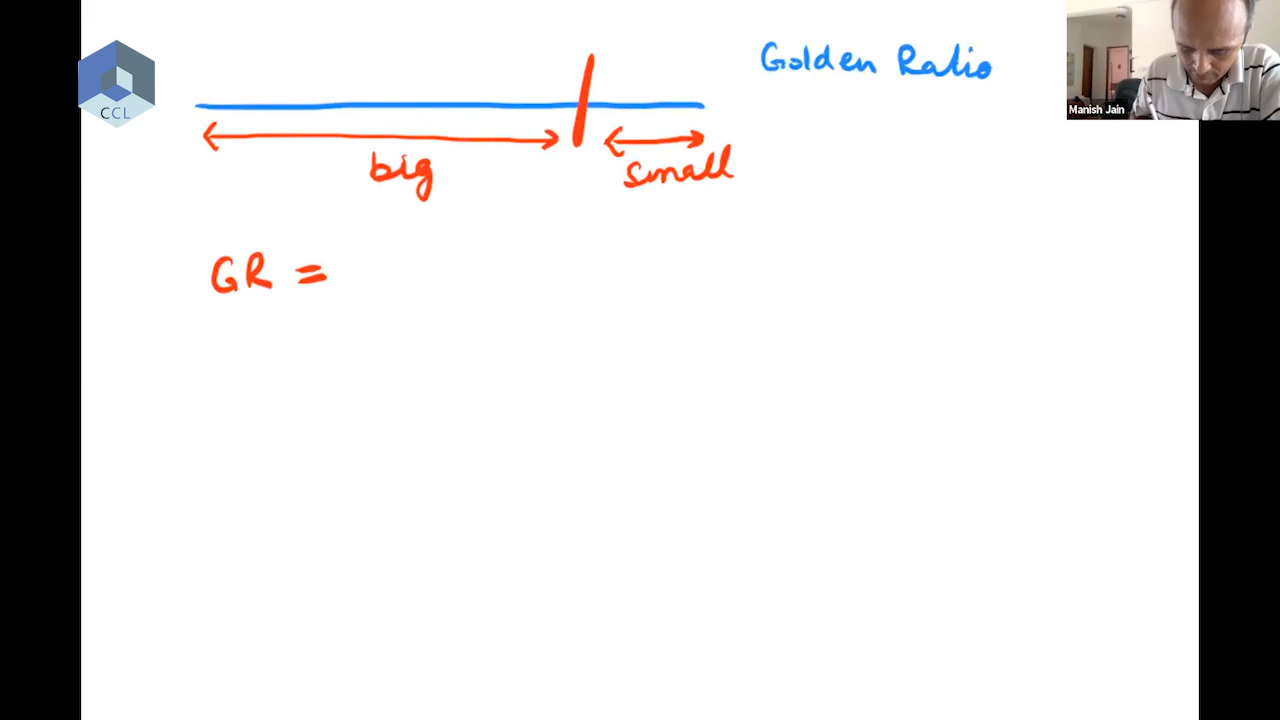 Golden Ratio
CCL
Manish Jain
big
small
GR =